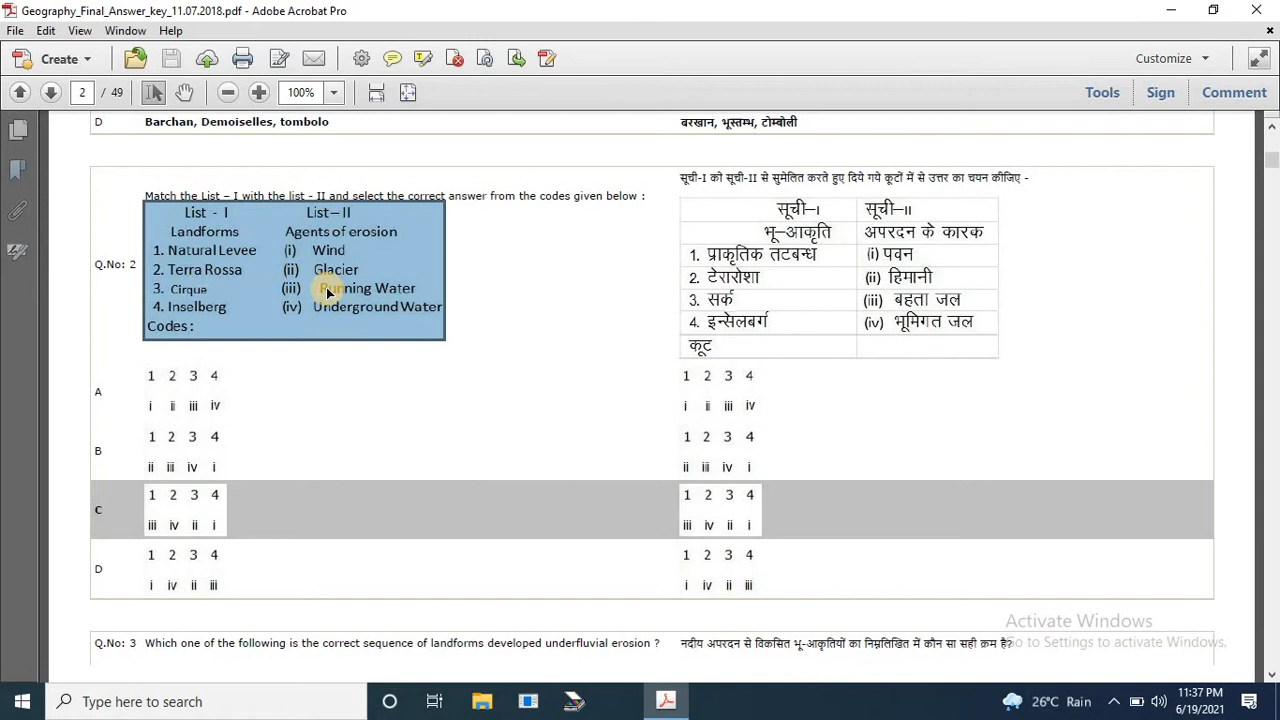 Geography_Final_Answer_key_11.07.2018.pdf - Adobe Acrobat Pro
File Edit View Window Help
Create Customize
2 / 49 100% Tools Sign Comment
D Barchan, Demoiselles, tombolo बरखान, भूस्तम्भ, टोम्बोली
Match the List – I with the list - II and select the correct answer from the codes given below :
सूची-I को सूची-II से सुमेलित करते हुए दिये गये कूटों में से उत्तर का चयन कीजिए -
Q.No: 2
List - I List – II
Landforms Agents of erosion
1. Natural Levee (i) Wind
2. Terra Rossa (ii) Glacier
3. Cirque (iii) Running Water
4. Inselberg (iv) Underground Water
Codes :
सूची–I सूची–II
भू–आकृति अपरदन के कारक
1. प्राकृतिक तटबन्ध (i) पवन
2. टेरारोशा (ii) हिमानी
3. सर्क (iii) बहता जल
4. इन्सेलबर्ग (iv) भूमिगत जल
कूट
A
1 2 3 4 1 2 3 4
i ii iii iv i ii iii iv
B
1 2 3 4 1 2 3 4
ii iii iv i ii iii iv i
C
1 2 3 4 1 2 3 4
iii iv ii i iii iv ii i
D
1 2 3 4 1 2 3 4
i iv ii iii i iv ii iii
Q.No: 3 Which one of the following is the correct sequence of landforms developed underfluvial erosion ? नदीय अपरदन से विकसित भू-आकृतियों का निम्नलिखित में कौन सा सही क्रम है?
Activate Windows
Go to Settings to activate Windows.
Type here to search 26°C Rain 11:37 PM
6/19/2021